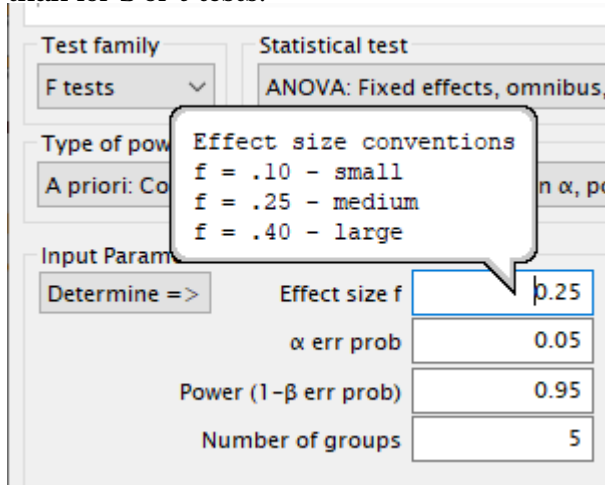 Test family Statistical test
F tests ANOVA: Fixed effects, omnibus,
Type of pow
Effect size conventions
f = .10 - small
f = .25 - medium
f = .40 - large
A priori: Co n α, po
Input Param
Determine => Effect size f 0.25
α err prob 0.05
Power (1-β err prob) 0.95
Number of groups 5